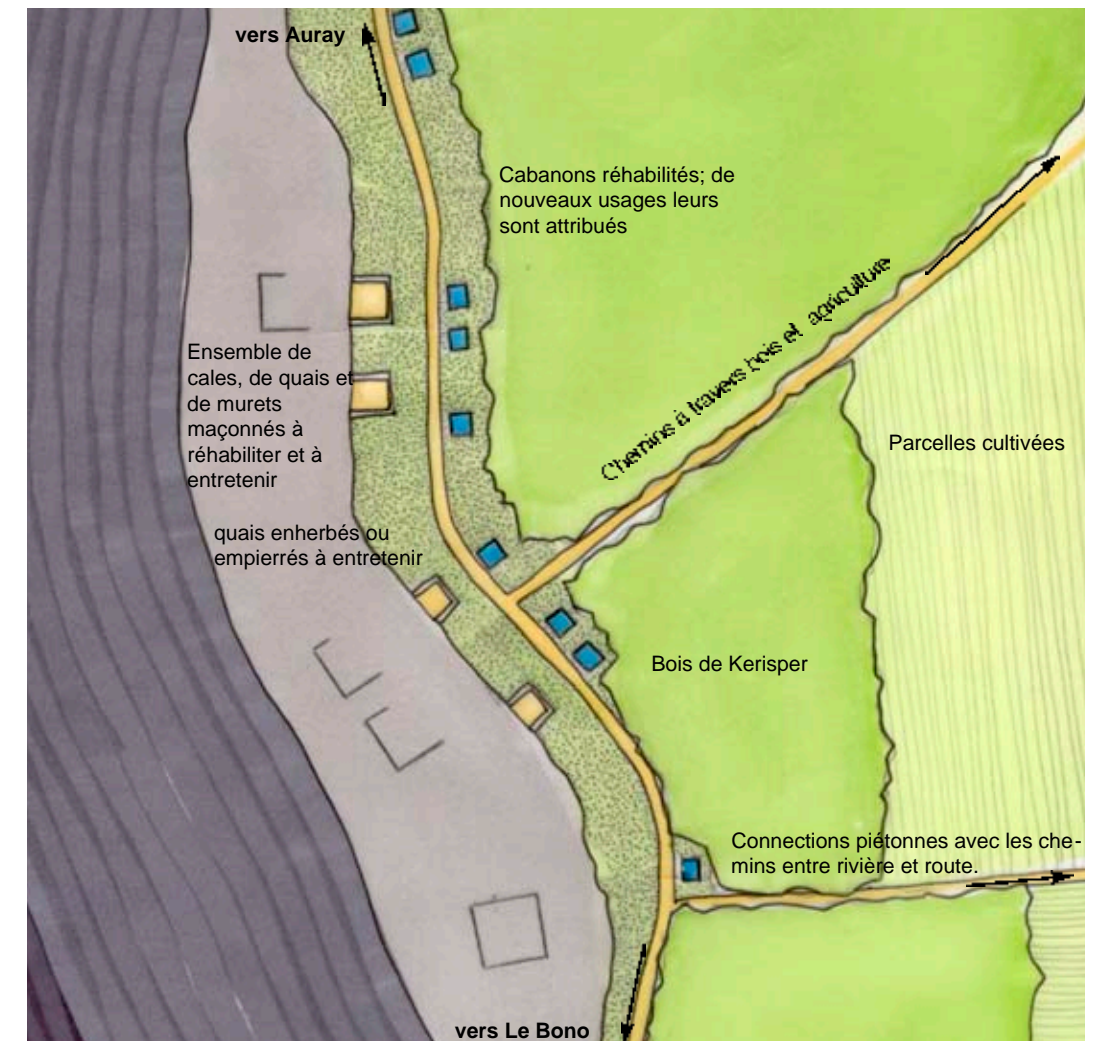 vers Auray
Cabanons réhabilités; de
nouveaux usages leurs
sont attribués
Chemins à travers bois et agriculture
Ensemble de
cales, de quais et
de murets
maçonnés à
réhabiliter et à
entretenir
Parcelles cultivées
quais enherbés ou
empierrés à entretenir
Bois de Kerisper
Connections piétonnes avec les che-
mins entre rivière et route.
vers Le Bono